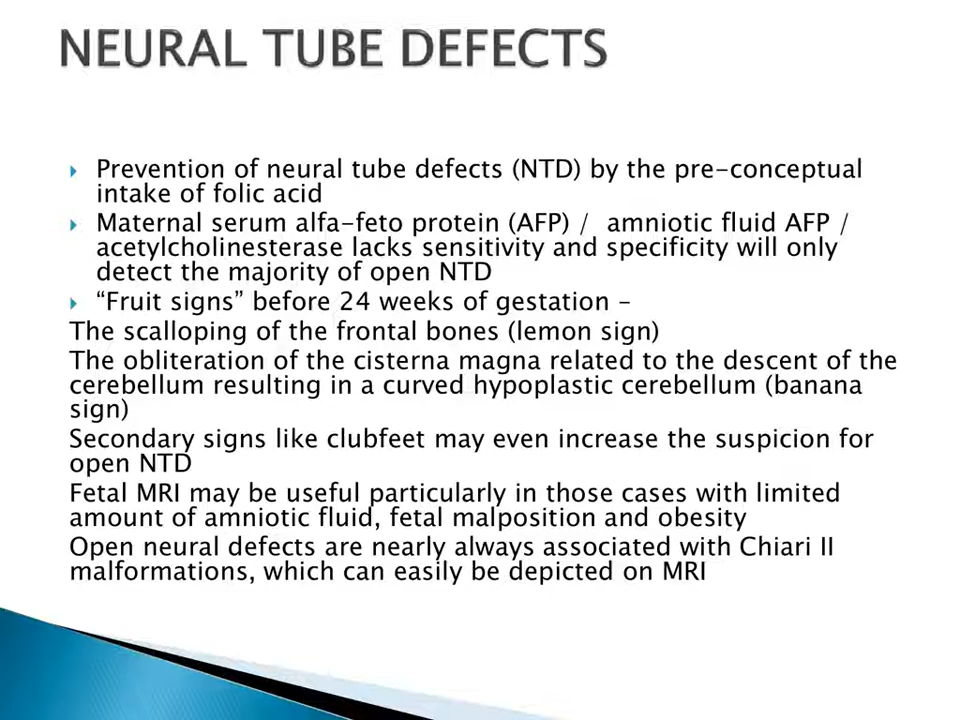 NEURAL TUBE DEFECTS
Prevention of neural tube defects (NTD) by the pre-conceptual
intake of folic acid
Maternal serum alfa-feto protein (AFP) / amniotic fluid AFP /
acetylcholinesterase lacks sensitivity and specificity will only
detect the majority of open NTD
“Fruit signs” before 24 weeks of gestation –
The scalloping of the frontal bones (lemon sign)
The obliteration of the cisterna magna related to the descent of the
cerebellum resulting in a curved hypoplastic cerebellum (banana
sign)
Secondary signs like clubfeet may even increase the suspicion for
open NTD
Fetal MRI may be useful particularly in those cases with limited
amount of amniotic fluid, fetal malposition and obesity
Open neural defects are nearly always associated with Chiari II
malformations, which can easily be depicted on MRI